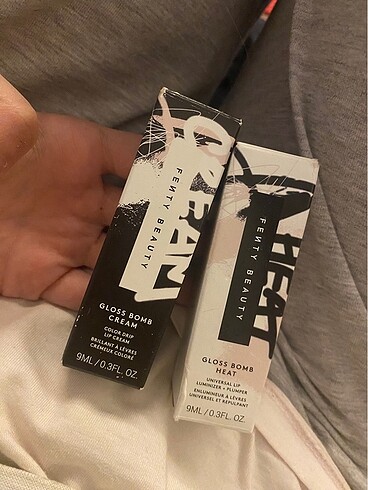 CREAM
FENTY BEAUTY
GLOSS BOMB
CREAM
COLOR DRIP
LIP CREAM
BRILLANT À LÈVRES
CRÉMEUX COLORÉ
9ML / 0.3FL. OZ.
HEAT
FENTY BEAUTY
GLOSS BOMB
HEAT
UNIVERSAL LIP
LUMINIZER + PLUMPER
ENLUMINEUR À LÈVRES
UNIVERSEL ET REPULPANT
9ML / 0.3FL. OZ.